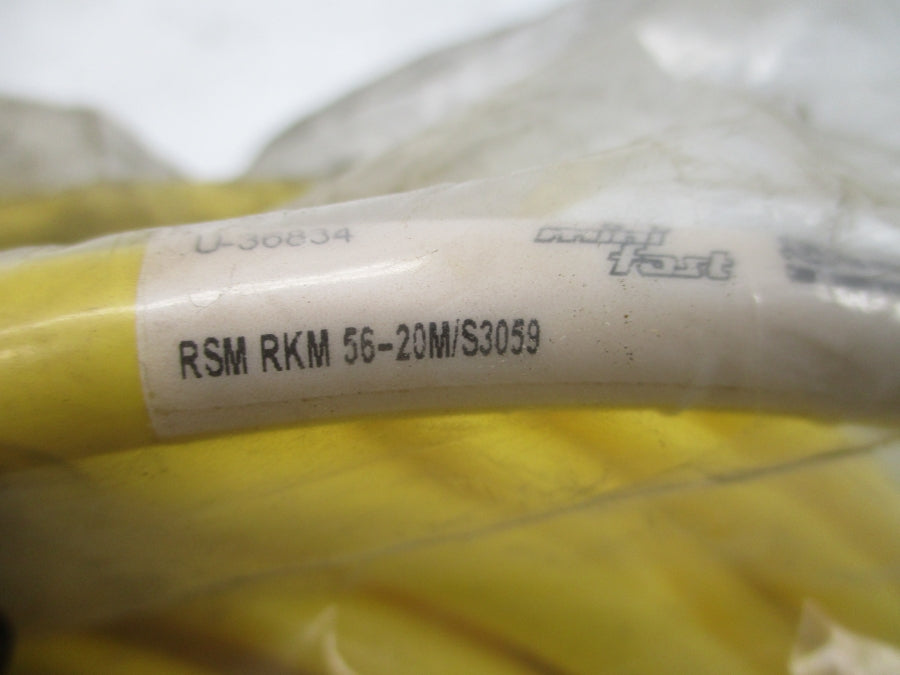 U-36834
mini
fast
RSM RKM 56-20M/S3059